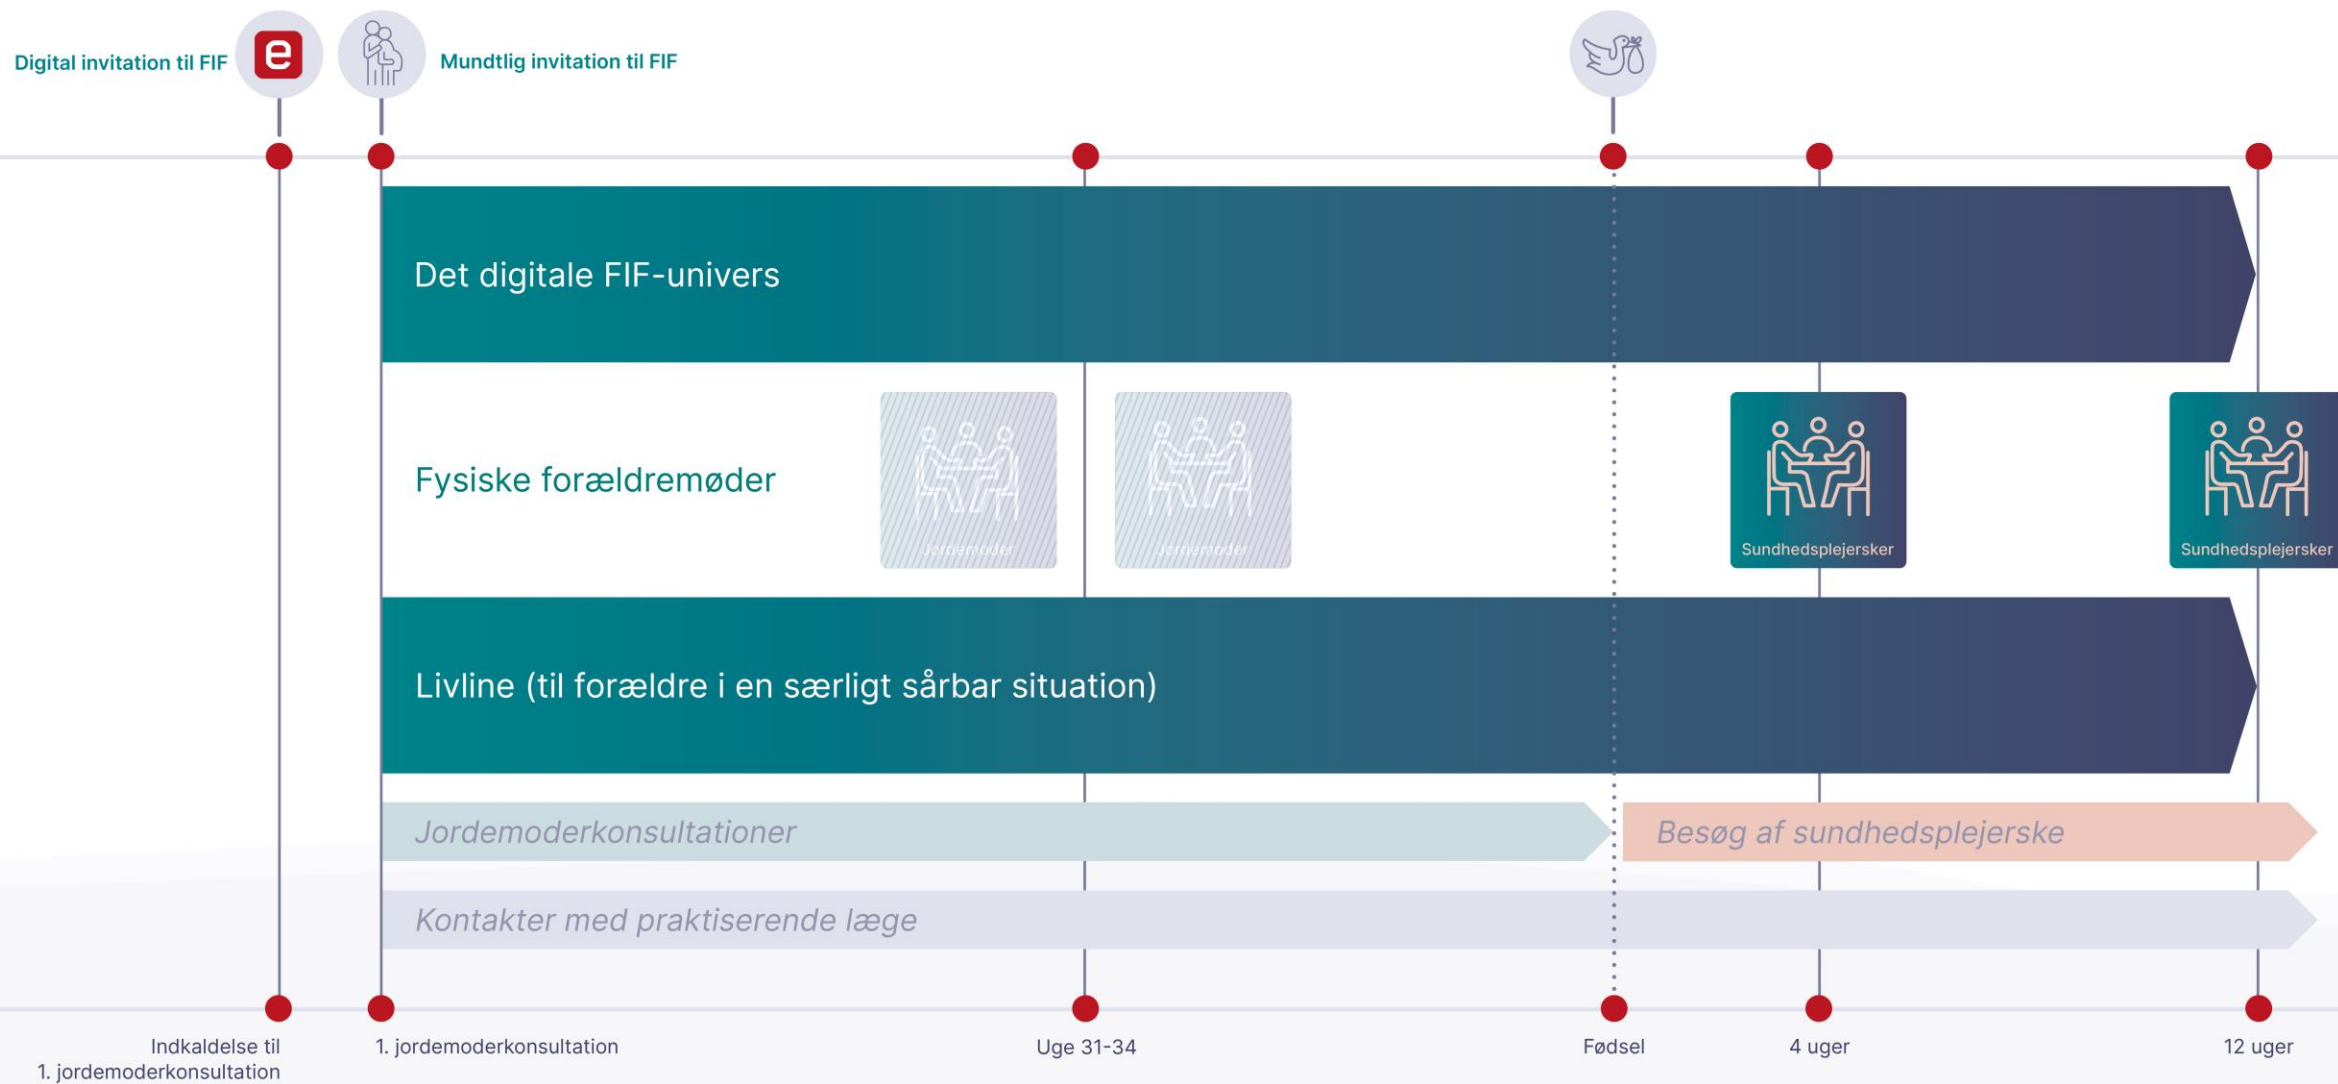 Digital invitation til FIF
e
Mundtlig invitation til FIF
Det digitale FIF-univers
Fysiske forældremøder
Jordemoder
Jordemoder
Sundhedsplejersker
Sundhedsplejersker
Livline (til forældre i en særligt sårbar situation)
Jordemoderkonsultationer
Besøg af sundhedsplejerske
Kontakter med praktiserende læge
Indkaldelse til
1. jordemoderkonsultation
1. jordemoderkonsultation
Uge 31-34
Fødsel
4 uger
12 uger